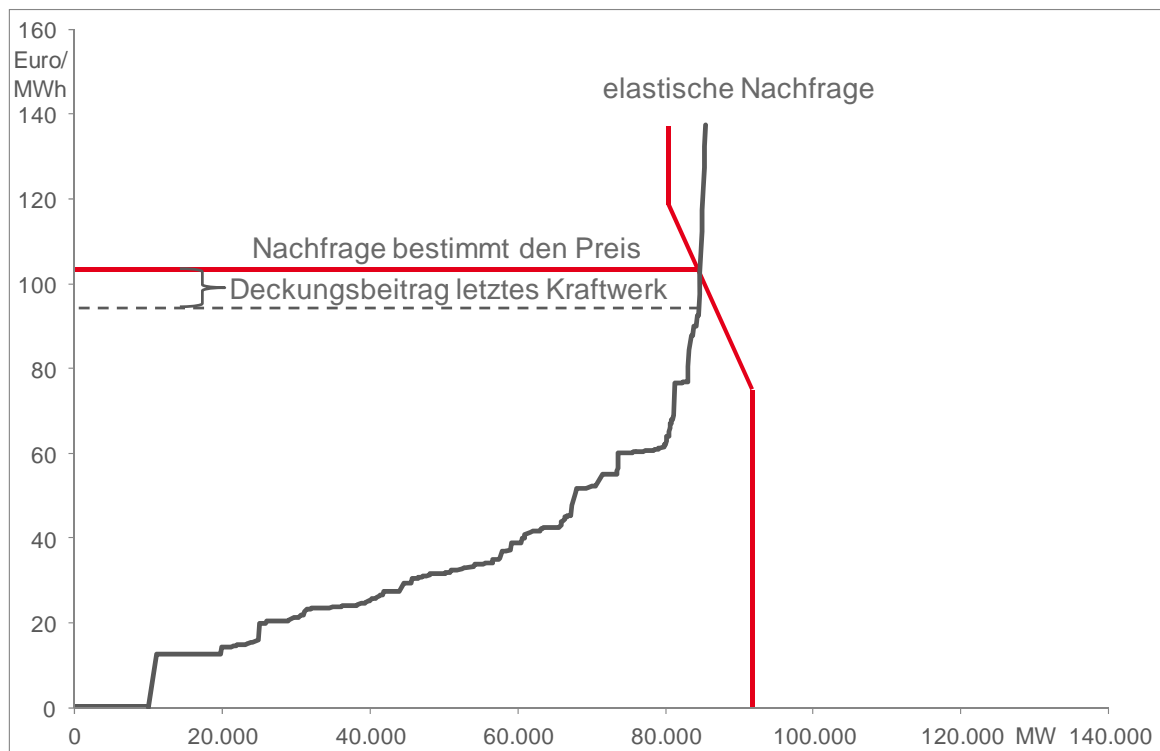 160
Euro/
MWh
140
120
100
80
60
40
20
0
elastische Nachfrage
Nachfrage bestimmt den Preis
Deckungsbeitrag letztes Kraftwerk
0 20.000 40.000 60.000 80.000 100.000 120.000 MW 140.000